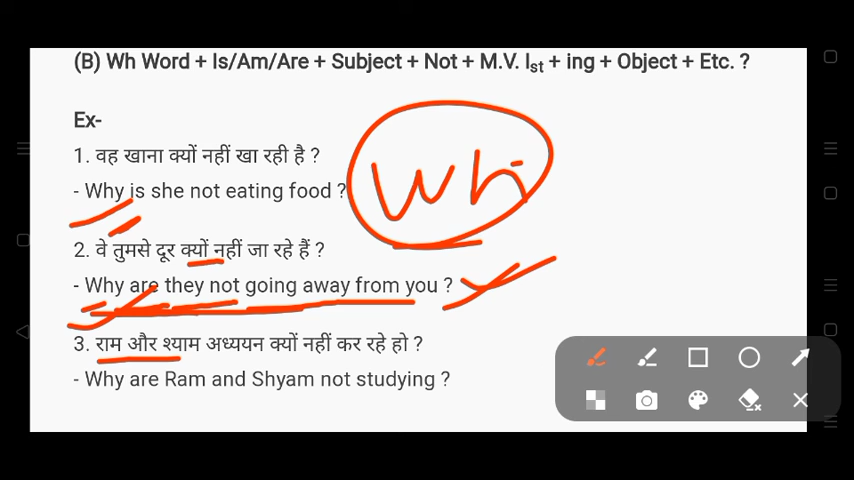 (B) Wh Word + Is/Am/Are + Subject + Not + M.V. Ist + ing + Object + Etc. ?
Ex-
1. वह खाना क्यों नहीं खा रही है ?
- Why is she not eating food ?
Wh
2. वे तुमसे दूर क्यों नहीं जा रहे हैं ?
- Why are they not going away from you ?
3. राम और श्याम अध्ययन क्यों नहीं कर रहे हो ?
- Why are Ram and Shyam not studying ?